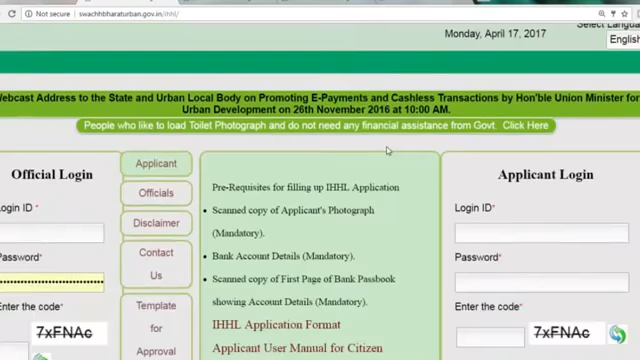 Not secure | swachhbharaturban.gov.in/ihhl/
Monday, April 17, 2017
Select Langua
English
Webcast Address to the State and Urban Local Body on Promoting E-Payments and Cashless Transactions by Hon'ble Union Minister for
Urban Development on 26th November 2016 at 10:00 AM.
People who like to load Toilet Photograph and do not need any financial assistance from Govt. Click Here
Official Login
Login ID *
Password*
Enter the code*
7xFNAc
Applicant
Officials
Disclaimer
Contact
Us
Template
for
Approval
Pre-Requisites for filling up IHHL Application
Scanned copy of Applicant's Photograph
(Mandatory).
Bank Account Details (Mandatory).
Scanned copy of First Page of Bank Passbook
showing Account Details (Mandatory).
IHHL Application Format
Applicant User Manual for Citizen
Applicant Login
Login ID*
Password*
Enter the code*
7xFNAc